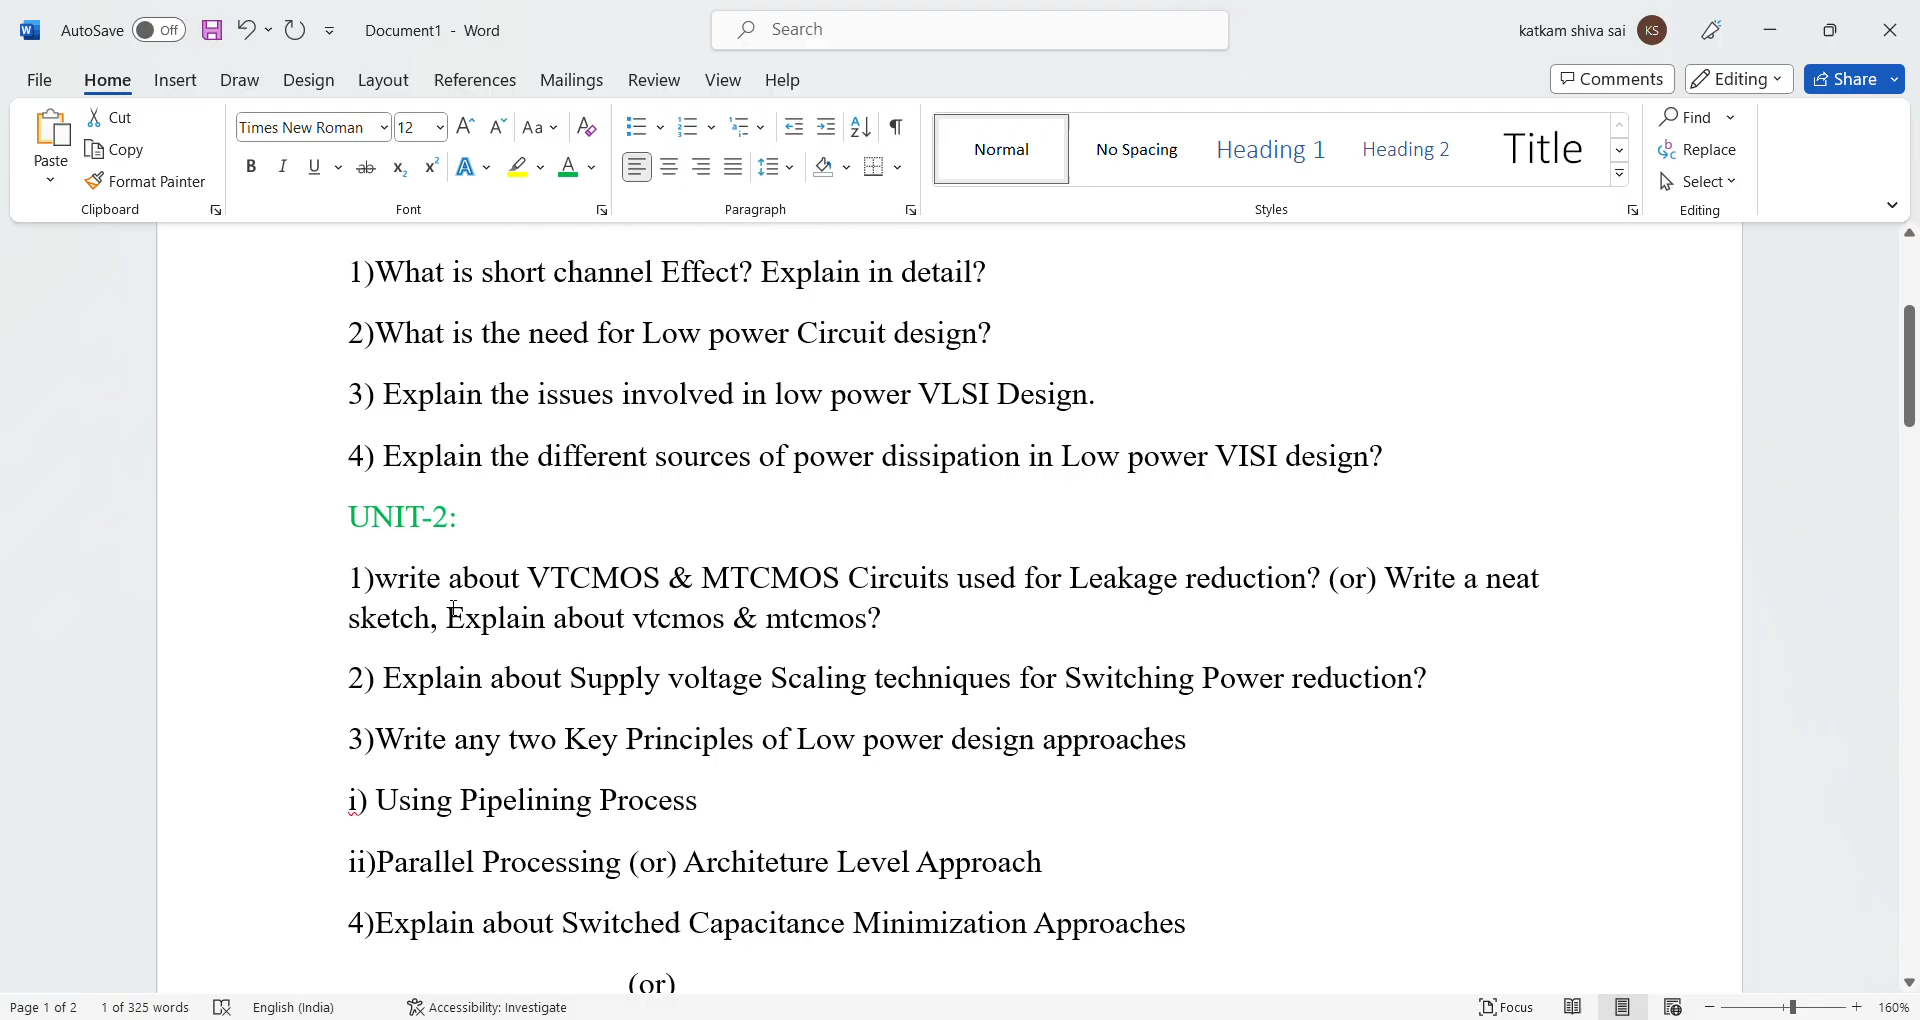 AutoSave Off Document1 - Word Search katkam shiva sai KS
File Home Insert Draw Design Layout References Mailings Review View Help Comments Editing Share
Paste Cut Copy Format Painter Clipboard
Times New Roman 12 Aa B I U ab x₂ x² A A Font
Paragraph
Normal No Spacing Heading 1 Heading 2 Title Styles
Find Replace Select Editing
1)What is short channel Effect? Explain in detail?
2)What is the need for Low power Circuit design?
3) Explain the issues involved in low power VLSI Design.
4) Explain the different sources of power dissipation in Low power VISI design?
UNIT-2:
1)write about VTCMOS & MTCMOS Circuits used for Leakage reduction? (or) Write a neat
sketch, Explain about vtcmos & mtcmos?
2) Explain about Supply voltage Scaling techniques for Switching Power reduction?
3)Write any two Key Principles of Low power design approaches
i) Using Pipelining Process
ii)Parallel Processing (or) Architeture Level Approach
4)Explain about Switched Capacitance Minimization Approaches
(or)
Page 1 of 2 1 of 325 words English (India) Accessibility: Investigate Focus 160%